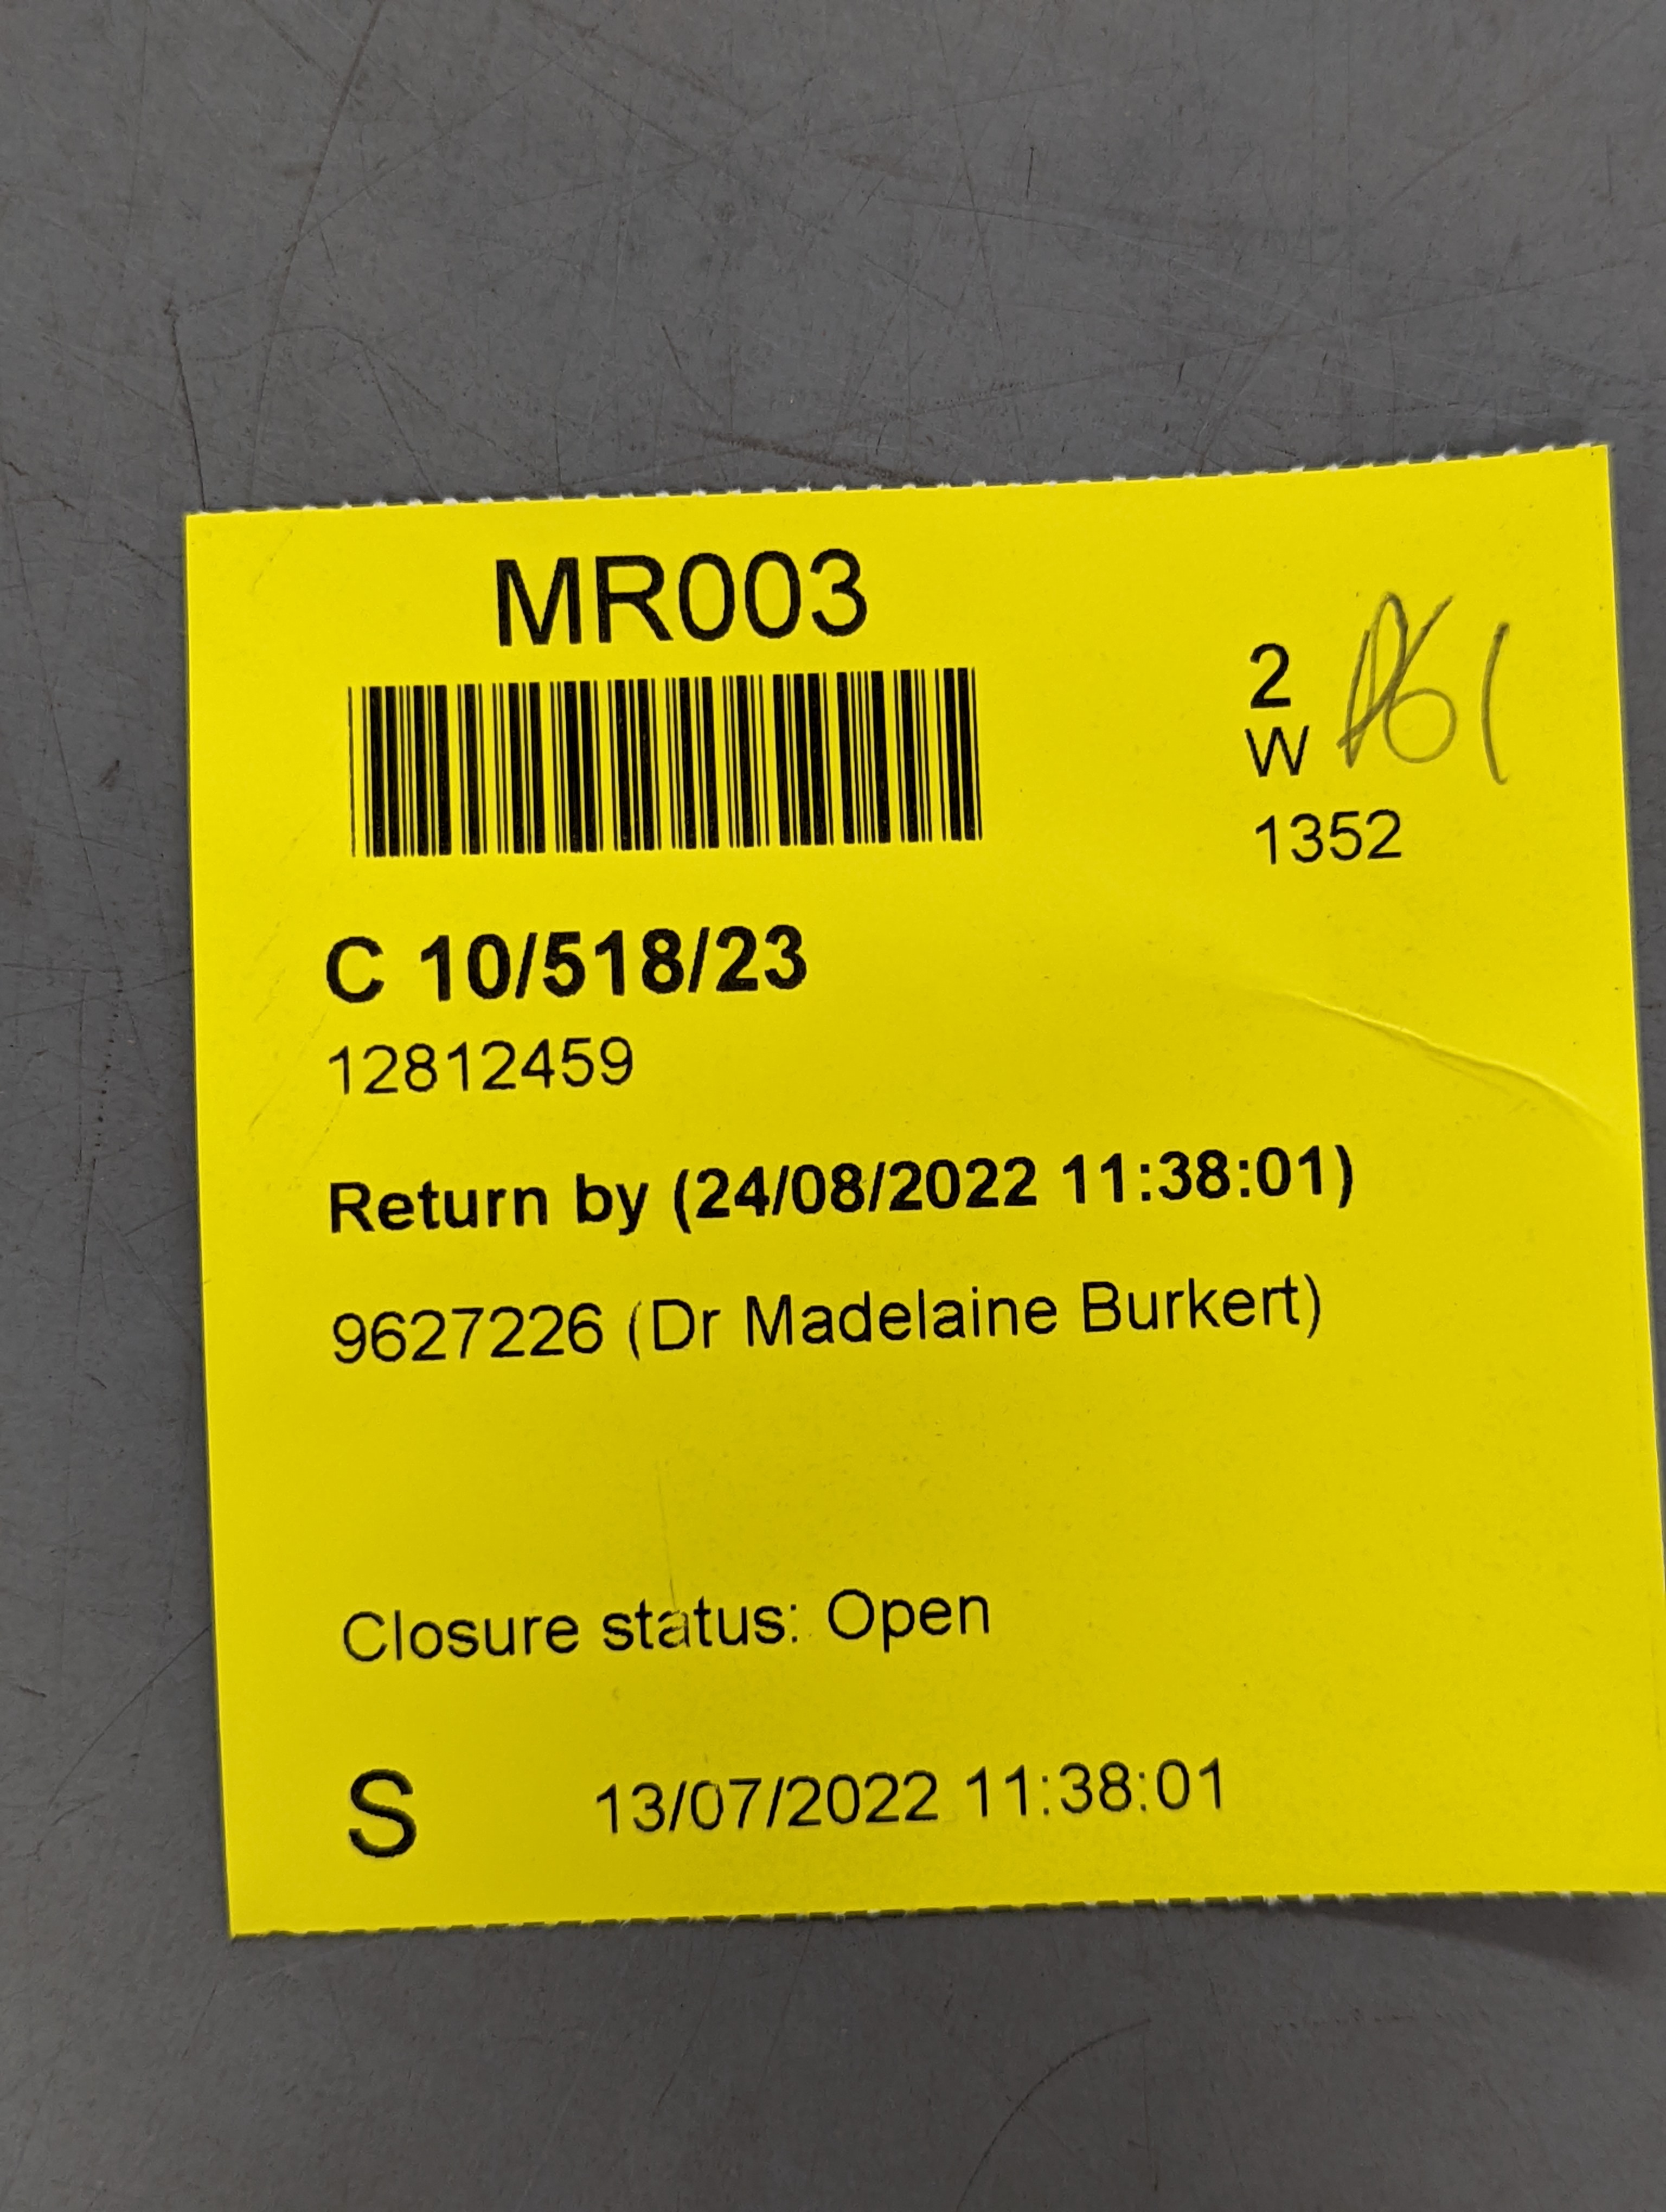 MR003
2
W
1352
C 10/518/23
12812459
Return by (24/08/2022 11:38:01)
9627226 (Dr Madelaine Burkert)
Closure status: Open
S 13/07/2022 11:38:01